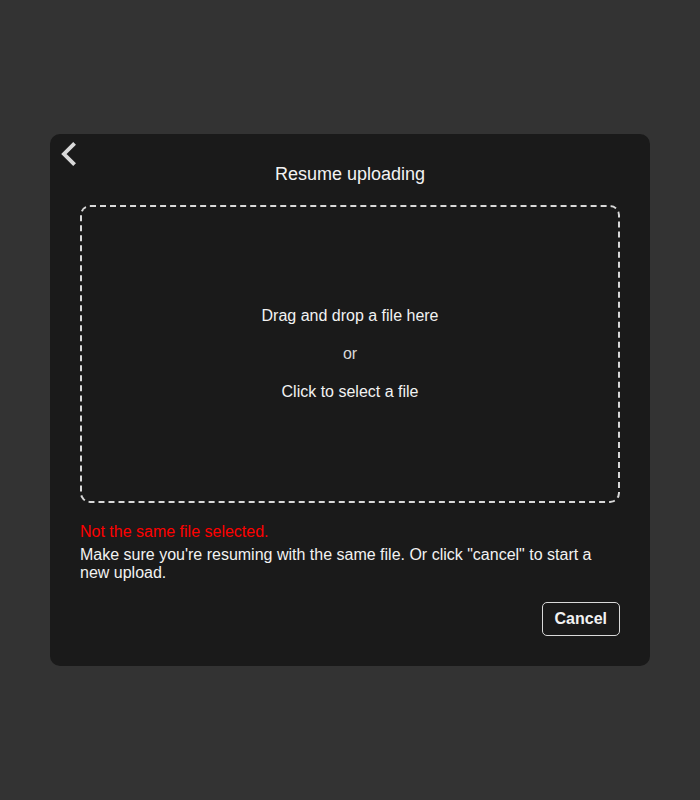 Resume uploading
Drag and drop a file here
or
Click to select a file
Not the same file selected.
Make sure you're resuming with the same file. Or click "cancel" to start a
new upload.
Cancel